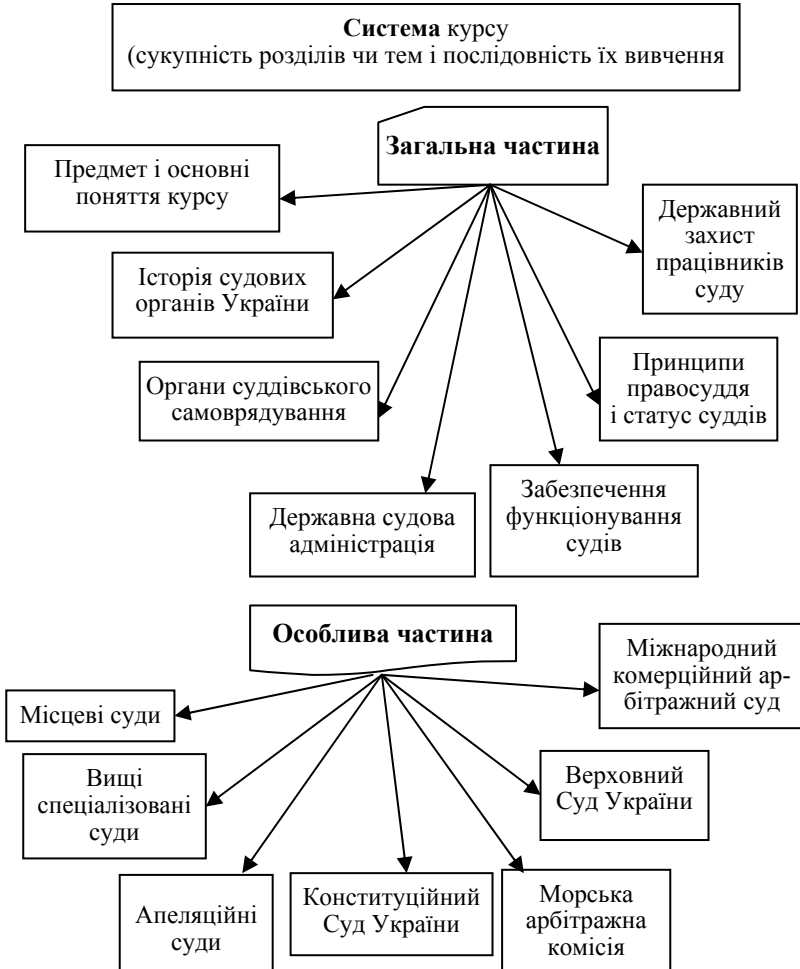 Система курсу
(сукупність розділів чи тем і послідовність їх вивчення
Загальна частина
Предмет і основні
поняття курсу
Державний
захист
працівників
суду
Історія судових
органів України
Принципи
правосуддя
і статус суддів
Органи суддівського
самоврядування
Забезпечення
функціонування
судів
Державна судова
адміністрація
Особлива частина
Міжнародний
комерційний ар-
бітражний суд
Місцеві суди
Верховний
Суд України
Вищі
спеціалізовані
суди
Апеляційні
суди
Конституційний
Суд України
Морська
арбітражна
комісія